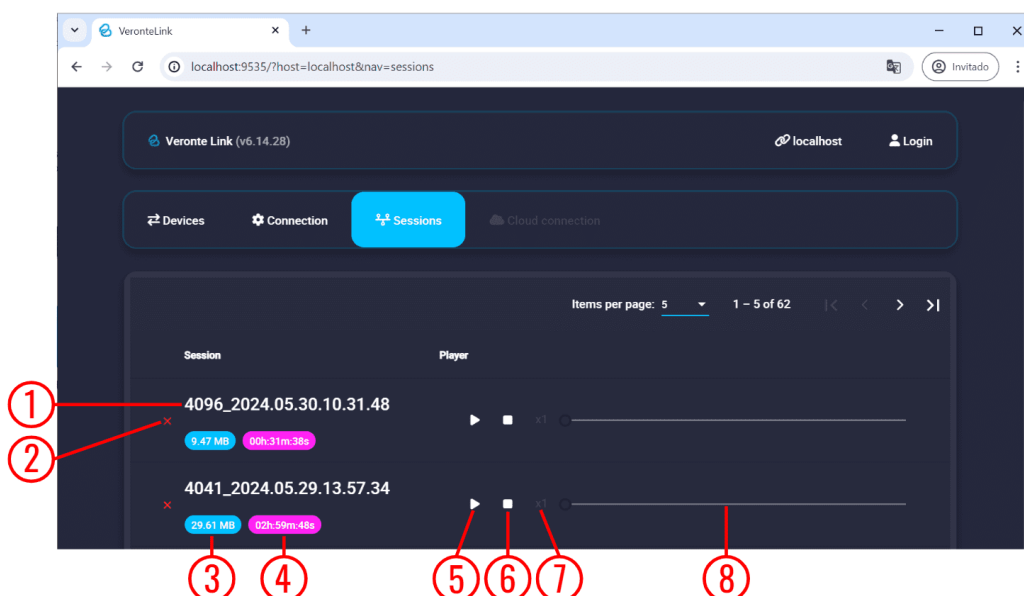 VeronteLink
localhost:9535/?host=localhost&nav=sessions
Invitado
Veronte Link (v6.14.28)
localhost
Login
Devices
Connection
Sessions
Cloud connection
Items per page: 5
1 – 5 of 62
Session
Player
1
4096_2024.05.30.10.31.48
x1
2
9.47 MB
00h:31m:38s
4041_2024.05.29.13.57.34
x1
29.61 MB
02h:59m:48s
3
4
5
6
7
8